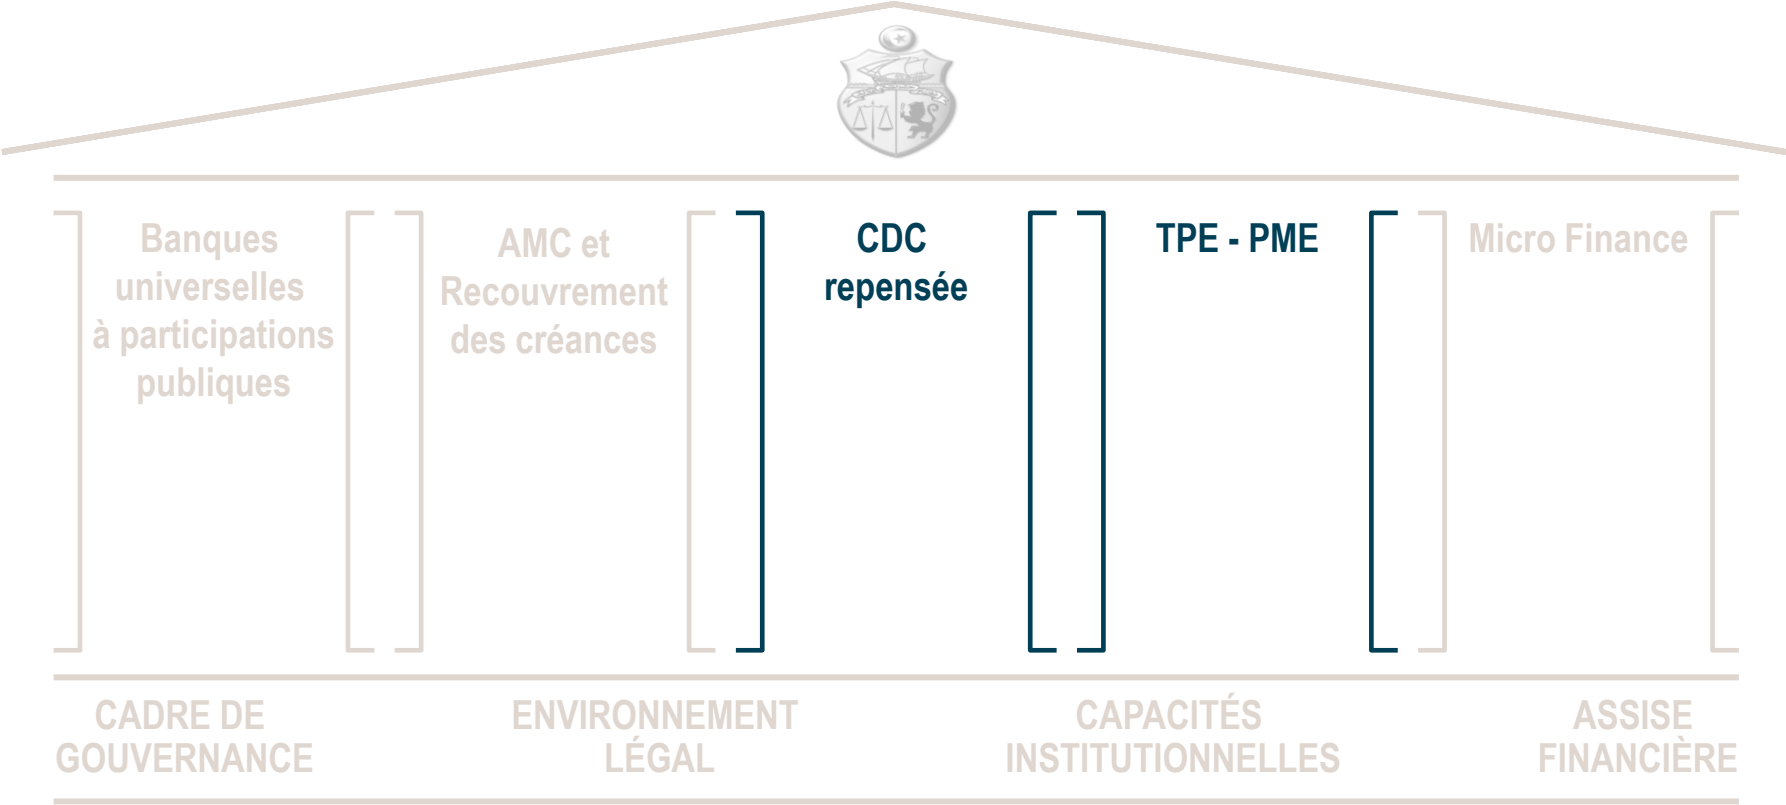 Banques
universelles
à participations
publiques
AMC et
Recouvrement
des créances
CDC
repensée
TPE - PME
Micro Finance
CADRE DE
GOUVERNANCE
ENVIRONNEMENT
LÉGAL
CAPACITÉS
INSTITUTIONNELLES
ASSISE
FINANCIÈRE